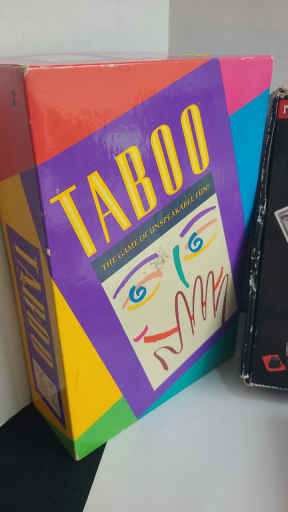 TABOO
THE GAME OF UNSPEAKABLE FUN!
TABOO